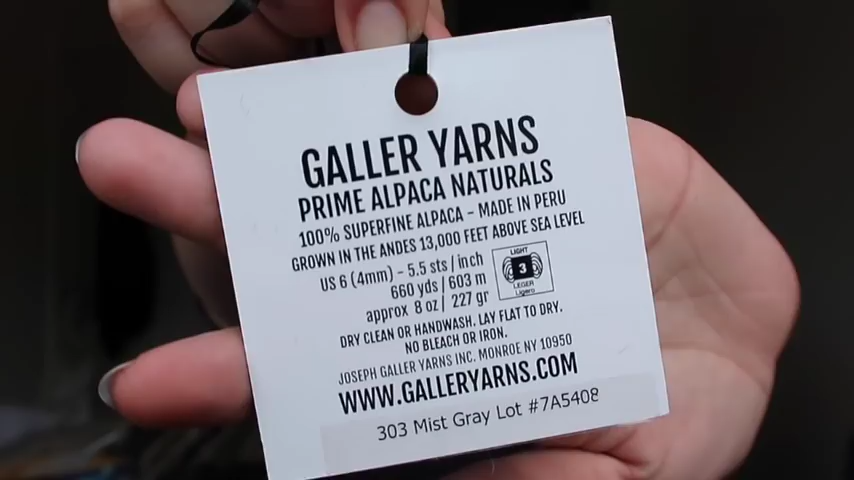 GALLER YARNS
PRIME ALPACA NATURALS
100% SUPERFINE ALPACA – MADE IN PERU
GROWN IN THE ANDES 13,000 FEET ABOVE SEA LEVEL
US 6 (4mm) – 5.5 sts/inch
660 yds/603 m
approx 8 oz/ 227 gr
LIGHT
3
LEGER
Ligero
DRY CLEAN OR HANDWASH. LAY FLAT TO DRY.
NO BLEACH OR IRON.
JOSEPH GALLER YARNS INC. MONROE NY 10950
WWW.GALLERYARNS.COM
303 Mist Gray Lot #7A5408